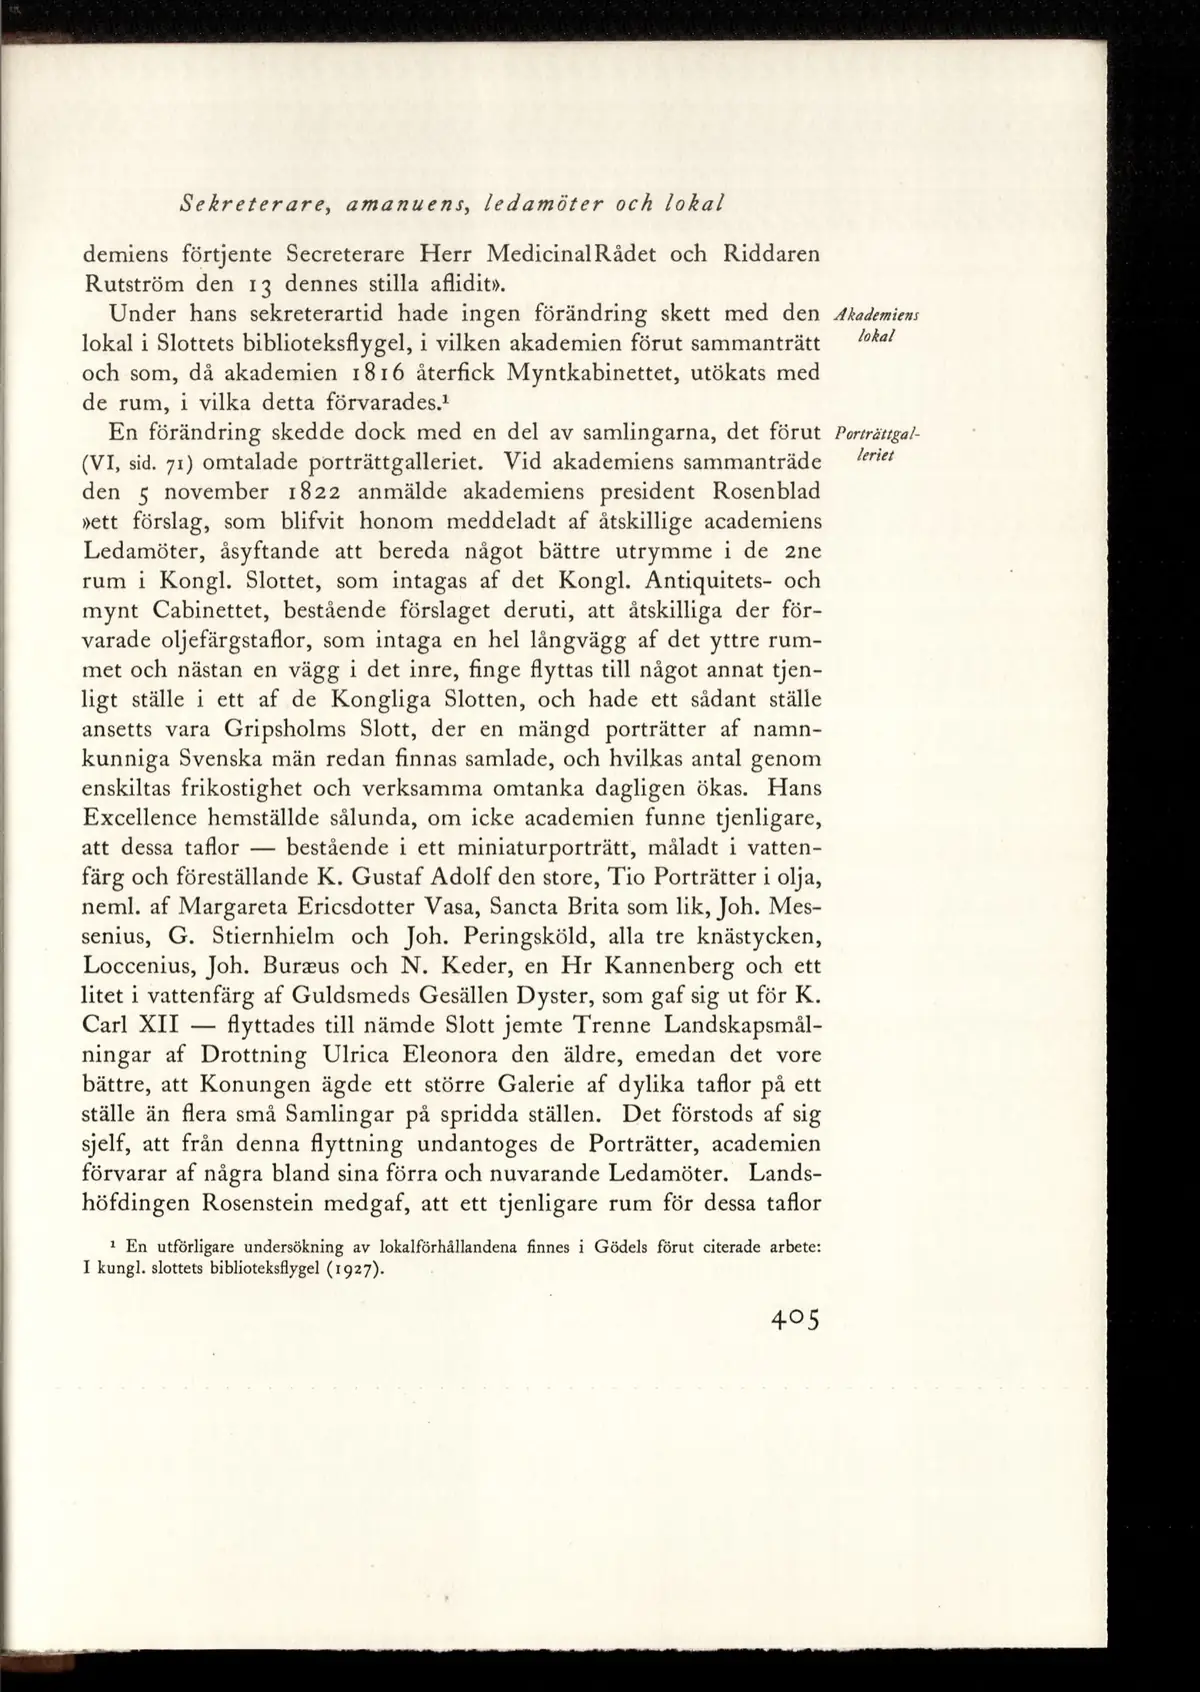 Sekreterare, amanuens, ledamöter och lokal
demiens förtjente Secreterare Herr MedicinalRådet och Riddaren
Rutström den 13 dennes stilla aflidit».
Under hans sekreterartid hade ingen förändring skett med den
Akademiens
lokal i Slottets biblioteksflygel, i vilken akademien förut sammanträtt
lokal
och som, då akademien 1816 återfick Myntkabinettet, utökats med
de rum, i vilka detta förvarades.¹
En förändring skedde dock med en del av samlingarna, det förut
Porträttgal-
(VI, sid. 71) omtalade porträttgalleriet. Vid akademiens sammanträde
leriet
den 5 november 1822 anmälde akademiens president Rosenblad
»ett förslag, som blifvit honom meddeladt af åtskillige academiens
Ledamöter, åsyftande att bereda något bättre utrymme i de 2ne
rum i Kongl. Slottet, som intagas af det Kongl. Antiquitets- och
mynt Cabinettet, bestående förslaget deruti, att åtskilliga der för-
varade oljefärgstaflor, som intaga en hel långvägg af det yttre rum-
met och nästan en vägg i det inre, finge flyttas till något annat tjen-
ligt ställe i ett af de Kongliga Slotten, och hade ett sådant ställe
ansetts vara Gripsholms Slott, der en mängd porträtter af namn-
kunniga Svenska män redan finnas samlade, och hvilkas antal genom
enskiltas frikostighet och verksamma omtanka dagligen ökas. Hans
Excellence hemställde sålunda, om icke academien funne tjenligare,
att dessa taflor — bestående i ett miniaturporträtt, måladt i vatten-
färg och föreställande K. Gustaf Adolf den store, Tio Porträtter i olja,
neml. af Margareta Ericsdotter Vasa, Sancta Brita som lik, Joh. Mes-
senius, G. Stiernhielm och Joh. Peringsköld, alla tre knästycken,
Loccenius, Joh. Buræus och N. Keder, en Hr Kannenberg och ett
litet i vattenfärg af Guldsmeds Gesällen Dyster, som gaf sig ut för K.
Carl XII — flyttades till nämde Slott jemte Trenne Landskapsmål-
ningar af Drottning Ulrica Eleonora den äldre, emedan det vore
bättre, att Konungen ägde ett större Galerie af dylika taflor på ett
ställe än flera små Samlingar på spridda ställen. Det förstods af sig
sjelf, att från denna flyttning undantoges de Porträtter, academien
förvarar af några bland sina förra och nuvarande Ledamöter. Lands-
höfdingen Rosenstein medgaf, att ett tjenligare rum för dessa taflor
¹ En utförligare undersökning av lokalförhållandena finnes i Gödels förut citerade arbete:
I kungl. slottets biblioteksflygel (1927).
405